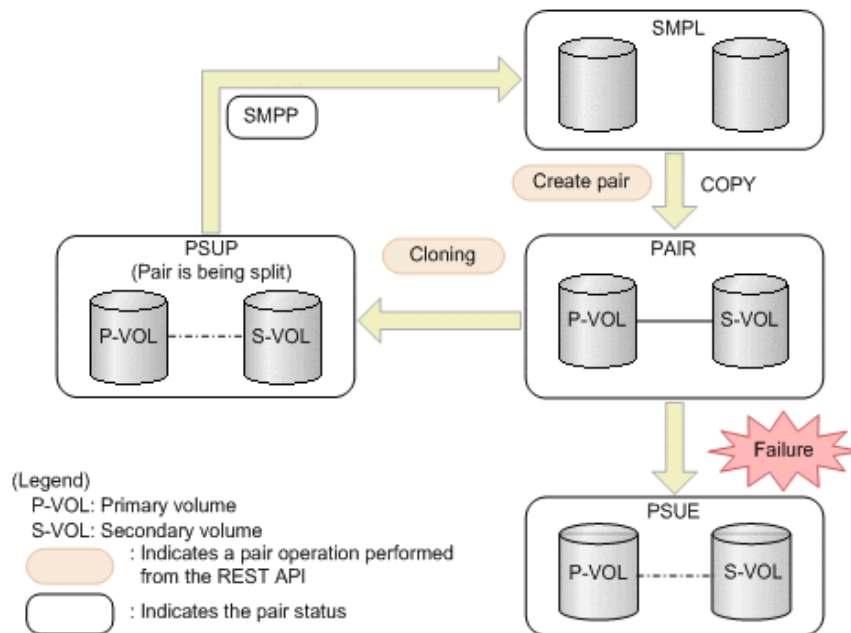 SMPL
SMPP
Create pair
COPY
PSUP
(Pair is being split)
P-VOL
S-VOL
Cloning
PAIR
P-VOL
S-VOL
Failure
PSUE
P-VOL
S-VOL
(Legend)
P-VOL: Primary volume
S-VOL: Secondary volume
: Indicates a pair operation performed
from the REST API
: Indicates the pair status